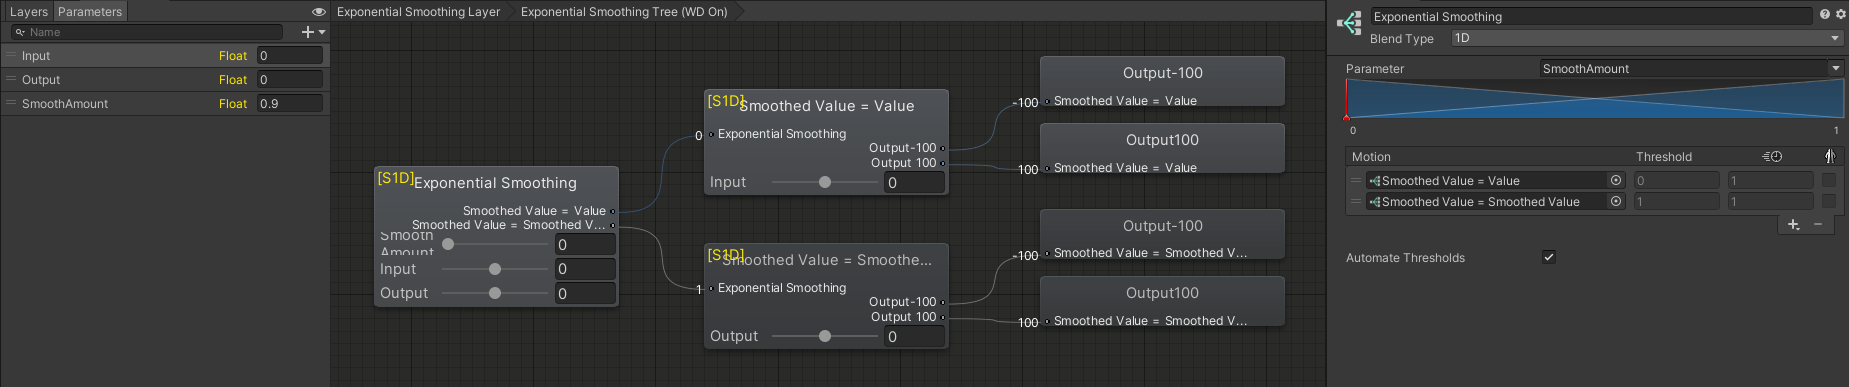 Layers Parameters
Name
Input Float 0
Output Float 0
SmoothAmount Float 0.9
Exponential Smoothing Layer Exponential Smoothing Tree (WD On)
[S1D] Exponential Smoothing
Smoothed Value = Value
Smoothed Value = Smoothed V...
Smooth Amount 0
Input 0
Output 0
[S1D] Smoothed Value = Value
0 Exponential Smoothing
Output-100
Output 100
Input 0
[S1D] Smoothed Value = Smoothe...
1 Exponential Smoothing
Output-100
Output 100
Output 0
Output-100
-100 Smoothed Value = Value
Output100
100 Smoothed Value = Value
Output-100
-100 Smoothed Value = Smoothed V...
Output100
100 Smoothed Value = Smoothed V...
Exponential Smoothing
Blend Type 1D
Parameter SmoothAmount
0 1
Motion Threshold
Smoothed Value = Value 0 1
Smoothed Value = Smoothed Value 1 1
Automate Thresholds